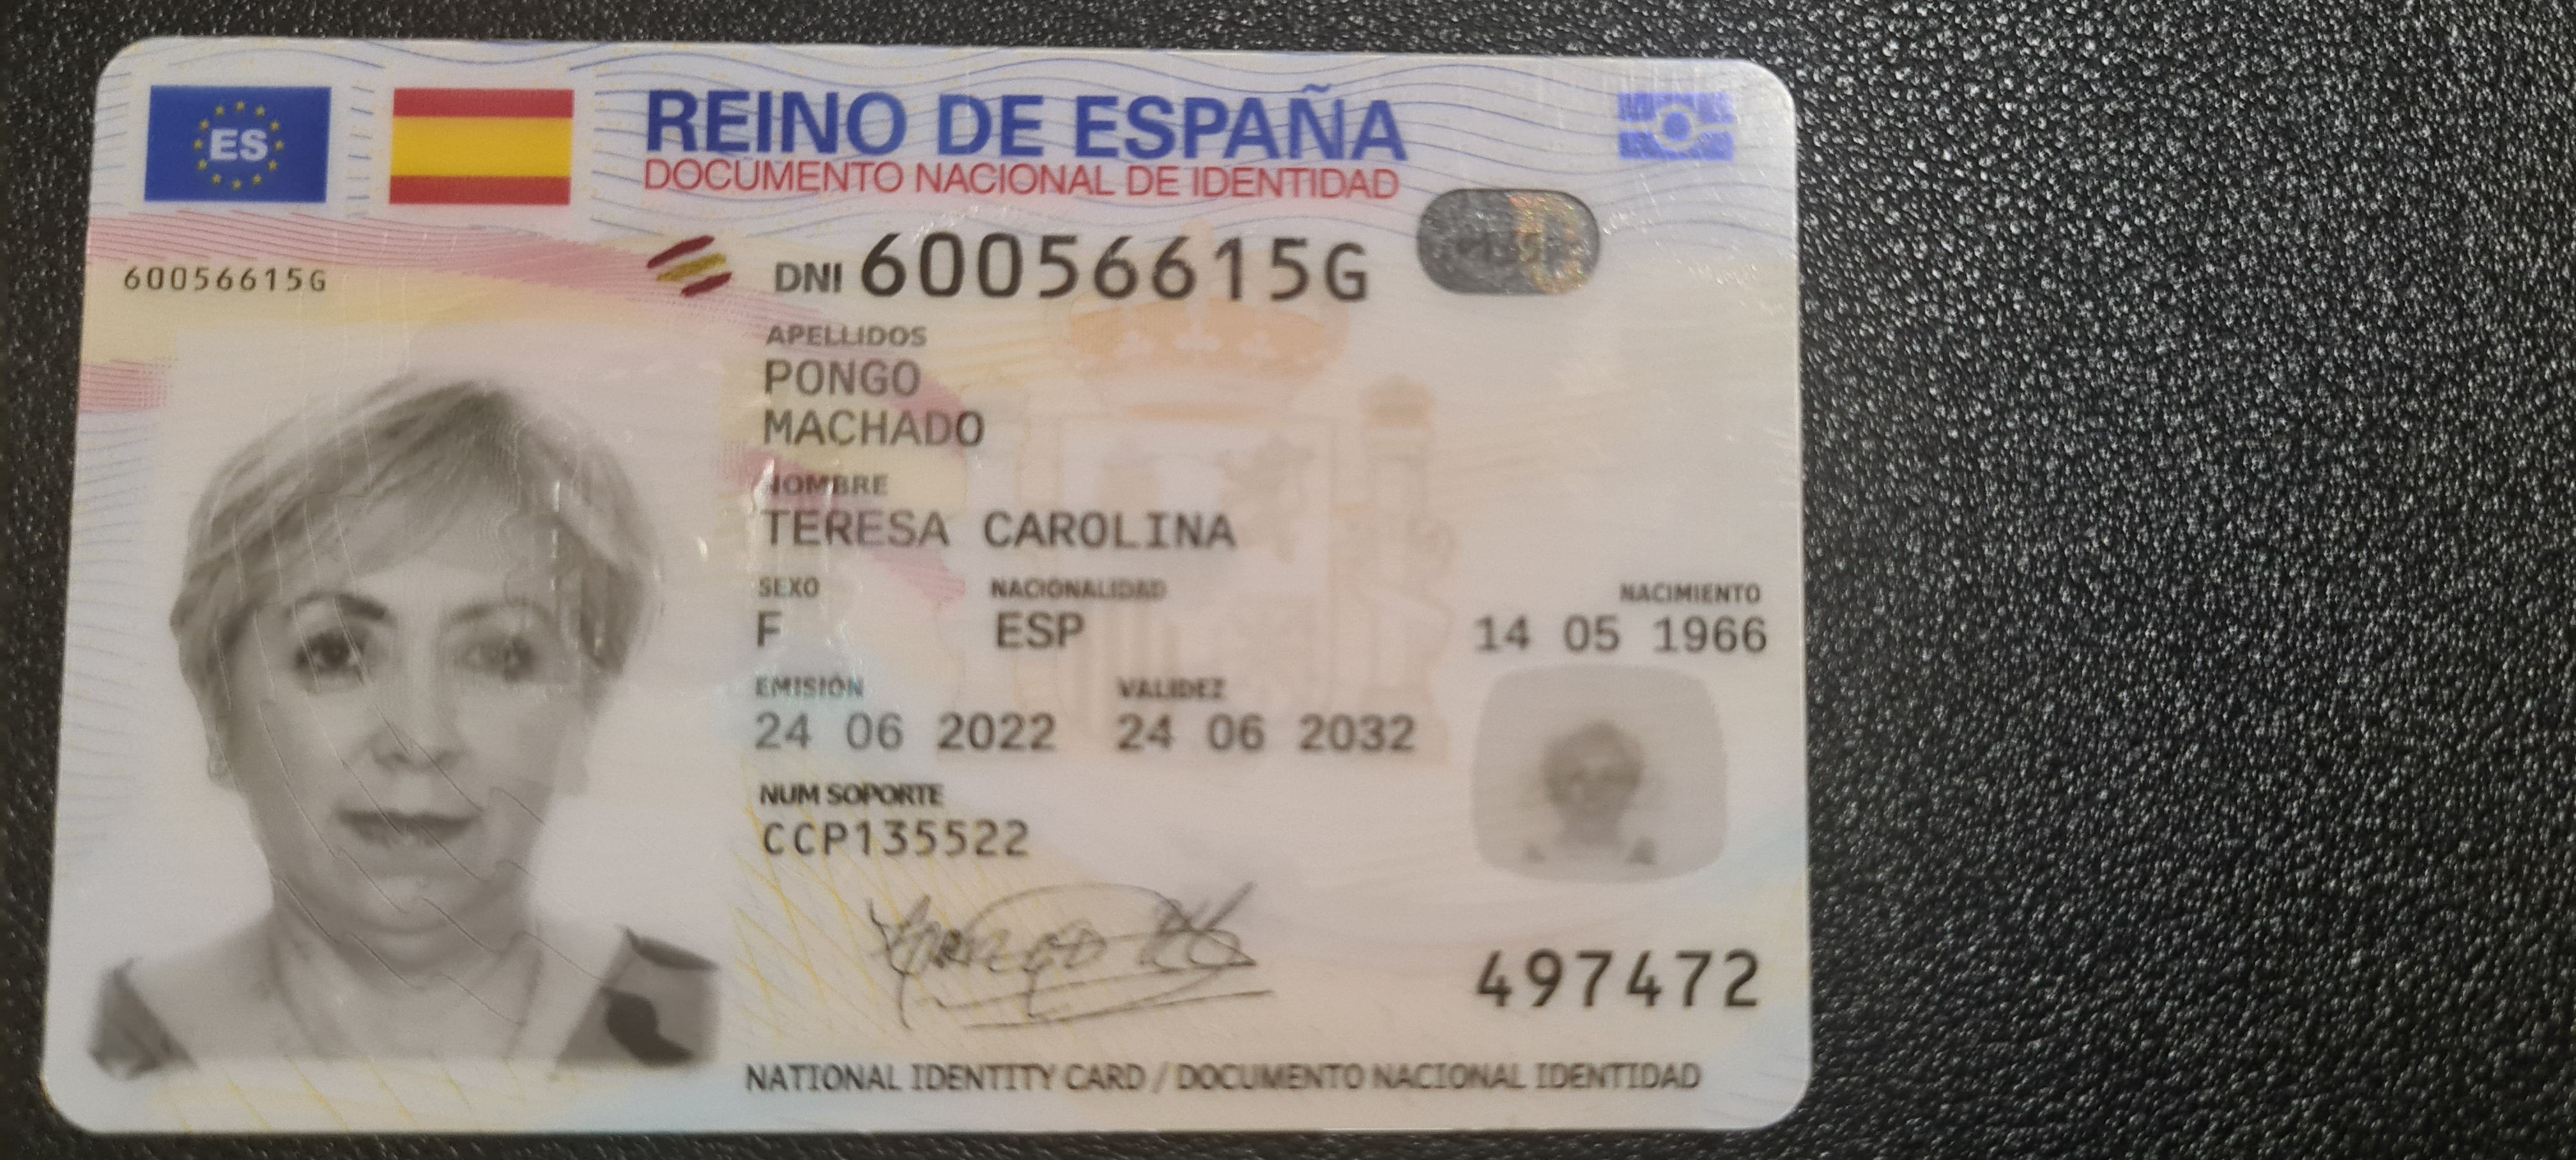 ES
REINO DE ESPAÑA
DOCUMENTO NACIONAL DE IDENTIDAD
60056615G
DNI 60056615G
APELLIDOS
PONGO
MACHADO
NOMBRE
TERESA CAROLINA
SEXO NACIONALIDAD NACIMIENTO
F ESP 14 05 1966
EMISIÓN VALIDEZ
24 06 2022 24 06 2032
NUM SOPORTE
CCP135522
497472
NATIONAL IDENTITY CARD / DOCUMENTO NACIONAL IDENTIDAD